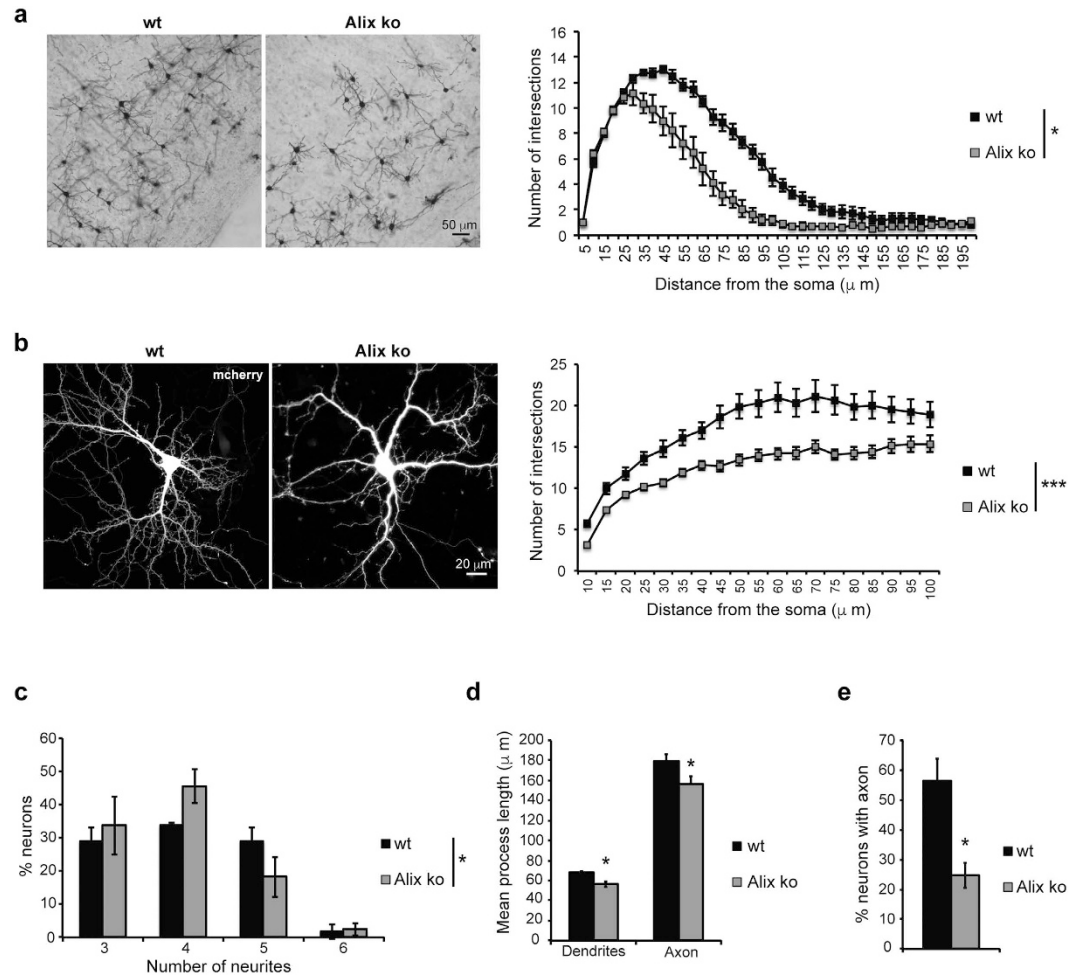 a
wt
Alix ko
50 μm
Number of intersections
16
14
12
10
8
6
4
2
0
5
15
25
35
45
55
65
75
85
95
105
115
125
135
145
155
165
175
185
195
Distance from the soma (μ m)
wt
Alix ko
*
b
wt
Alix ko
mcherry
20 μm
Number of intersections
25
20
15
10
5
0
10
15
20
25
30
35
40
45
50
55
60
65
70
75
80
85
90
95
100
Distance from the soma (μ m)
wt
Alix ko
***
c
% neurons
60
50
40
30
20
10
0
3
4
5
6
Number of neurites
wt
Alix ko
*
d
Mean process length (μ m)
200
180
160
140
120
100
80
60
40
20
0
*
*
Dendrites
Axon
wt
Alix ko
e
% neurons with axon
70
60
50
40
30
20
10
0
*
wt
Alix ko